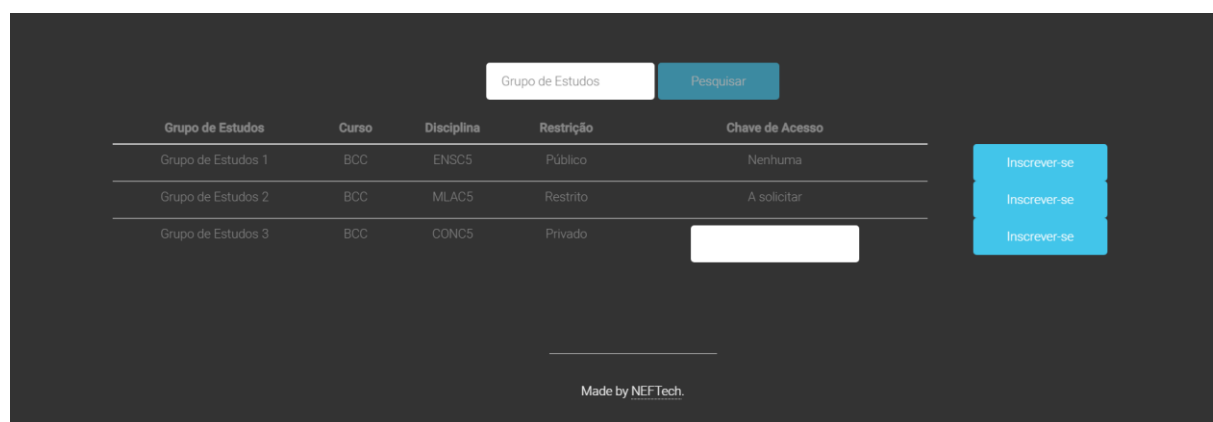 Grupo de Estudos Pesquisar
Grupo de Estudos Curso Disciplina Restrição Chave de Acesso
Grupo de Estudos 1 BCC ENSC5 Público Nenhuma Inscrever-se
Grupo de Estudos 2 BCC MLAC5 Restrito A solicitar Inscrever-se
Grupo de Estudos 3 BCC CONC5 Privado Inscrever-se
Made by NEFTech.